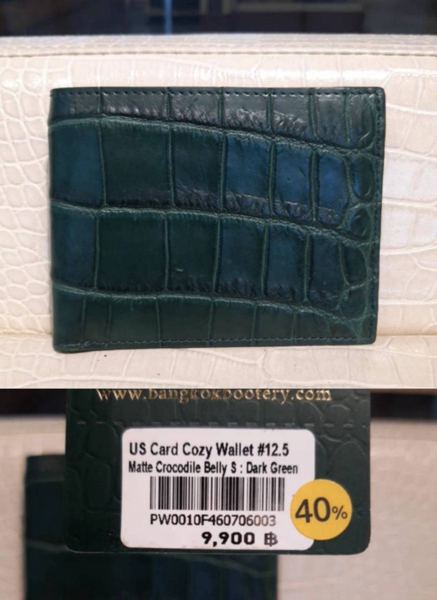 www.bangkokbootery.com
US Card Cozy Wallet #12.5
Matte Crocodile Belly S : Dark Green
PW0010F460706003
9,900 ฿
40%